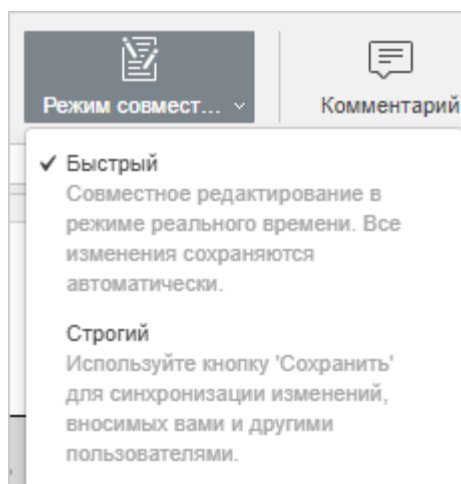 Режим совмест...
Комментарий
Быстрый
Совместное редактирование в
режиме реального времени. Все
изменения сохраняются
автоматически.
Строгий
Используйте кнопку 'Сохранить'
для синхронизации изменений,
вносимых вами и другими
пользователями.